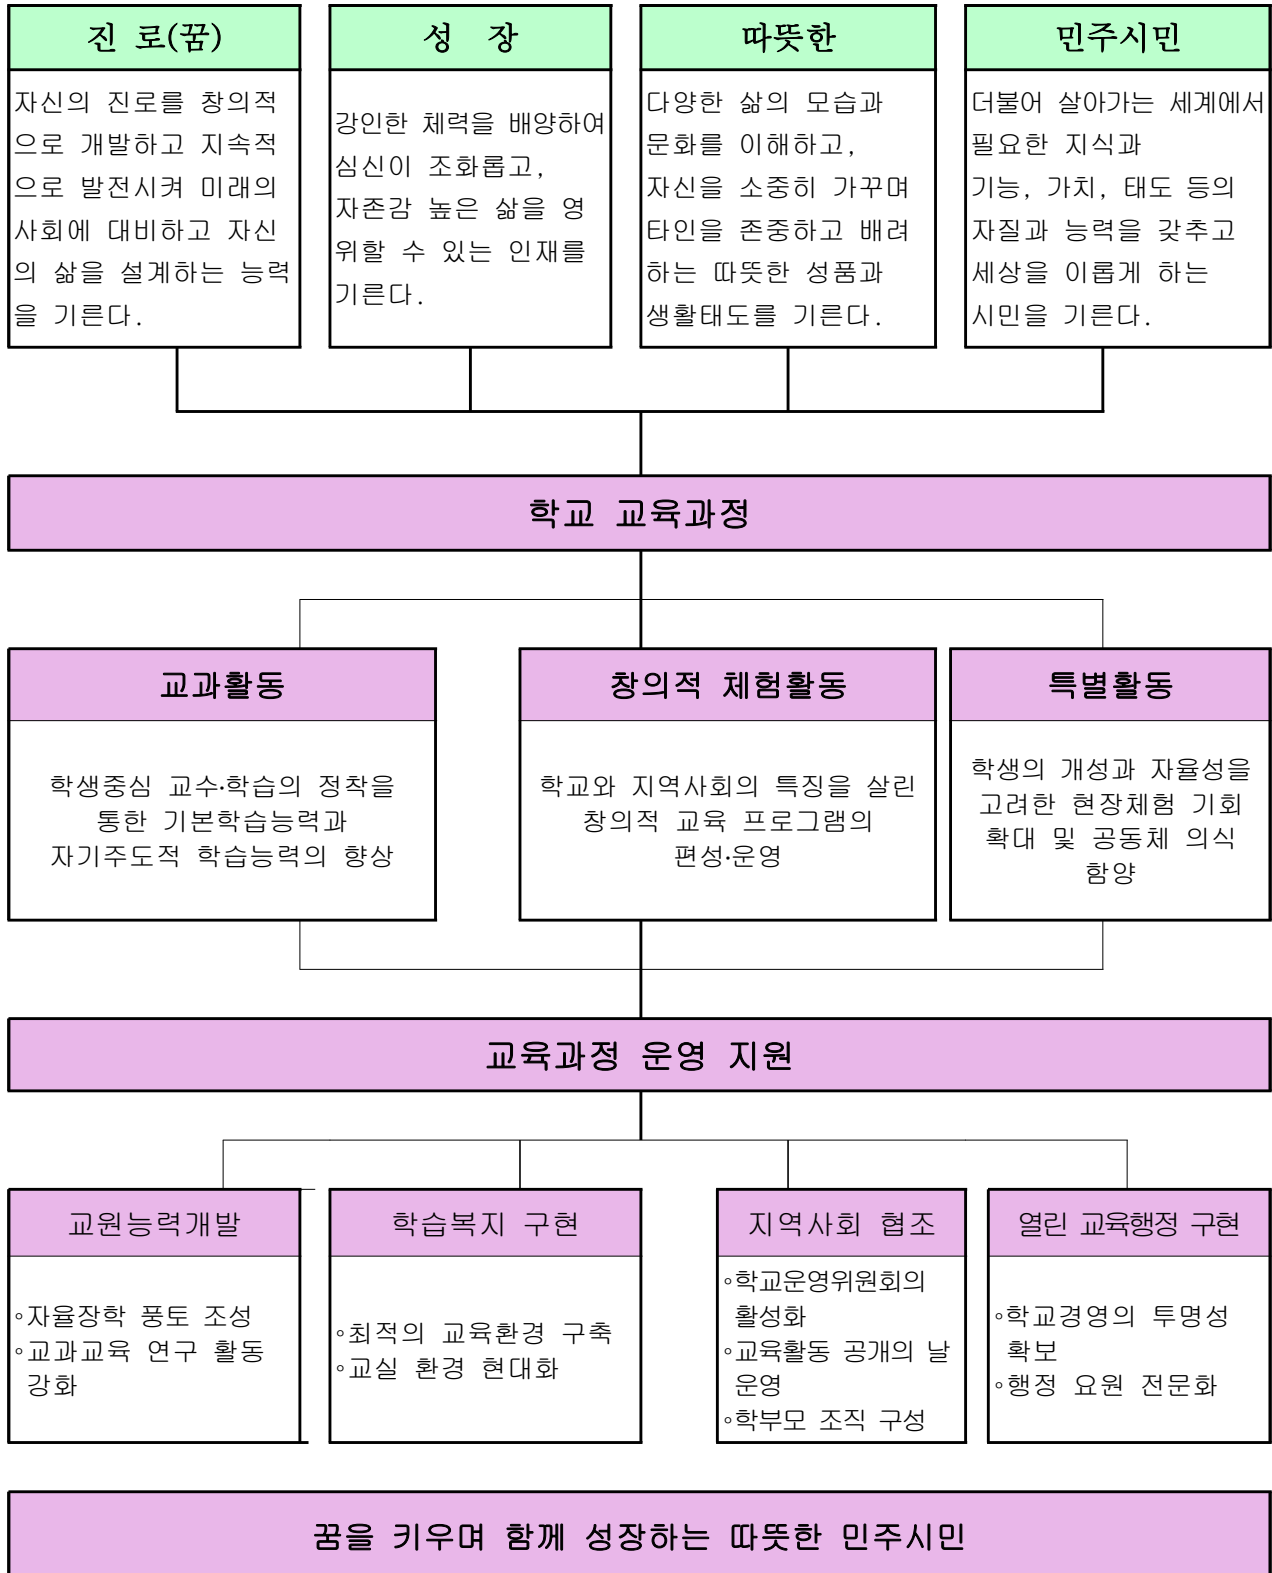 진 로(꿈)
자신의 진로를 창의적
으로 개발하고 지속적
으로 발전시켜 미래의
사회에 대비하고 자신
의 삶을 설계하는 능력
을 기른다.
성 장
강인한 체력을 배양하여
심신이 조화롭고,
자존감 높은 삶을 영
위할 수 있는 인재를
기른다.
따뜻한
다양한 삶의 모습과
문화를 이해하고,
자신을 소중히 가꾸며
타인을 존중하고 배려
하는 따뜻한 성품과
생활태도를 기른다.
민주시민
더불어 살아가는 세계에서
필요한 지식과
기능, 가치, 태도 등의
자질과 능력을 갖추고
세상을 이롭게 하는
시민을 기른다.
학교 교육과정
교과활동
학생중심 교수·학습의 정착을
통한 기본학습능력과
자기주도적 학습능력의 향상
창의적 체험활동
학교와 지역사회의 특징을 살린
창의적 교육 프로그램의
편성·운영
특별활동
학생의 개성과 자율성을
고려한 현장체험 기회
확대 및 공동체 의식
함양
교육과정 운영 지원
교원능력개발
◦자율장학 풍토 조성
◦교과교육 연구 활동
강화
학습복지 구현
◦최적의 교육환경 구축
◦교실 환경 현대화
지역사회 협조
◦학교운영위원회의
활성화
◦교육활동 공개의 날
운영
◦학부모 조직 구성
열린 교육행정 구현
◦학교경영의 투명성
확보
◦행정 요원 전문화
꿈을 키우며 함께 성장하는 따뜻한 민주시민